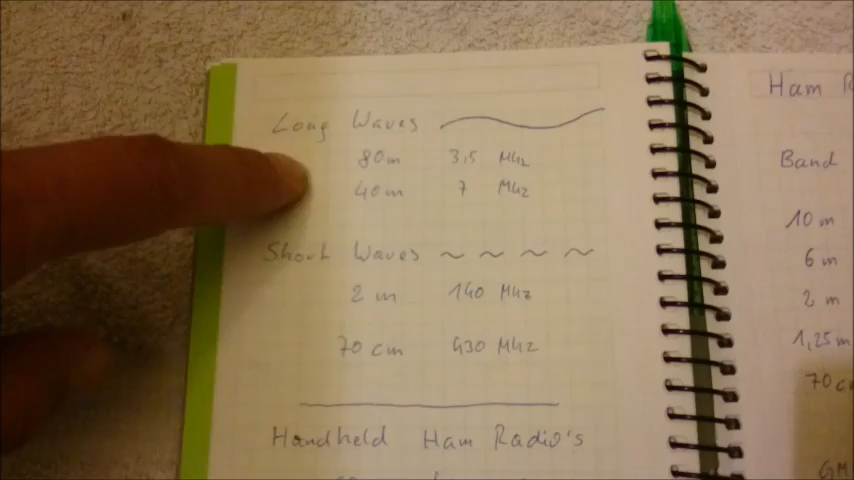 Long Waves
80m 3,5 MHz
40m 7 MHz
Short Waves
2 m 140 MHz
70 cm 430 MHz
Handheld Ham Radio's
Ham
Band
10 m
6 m
2 m
1,25 m
70